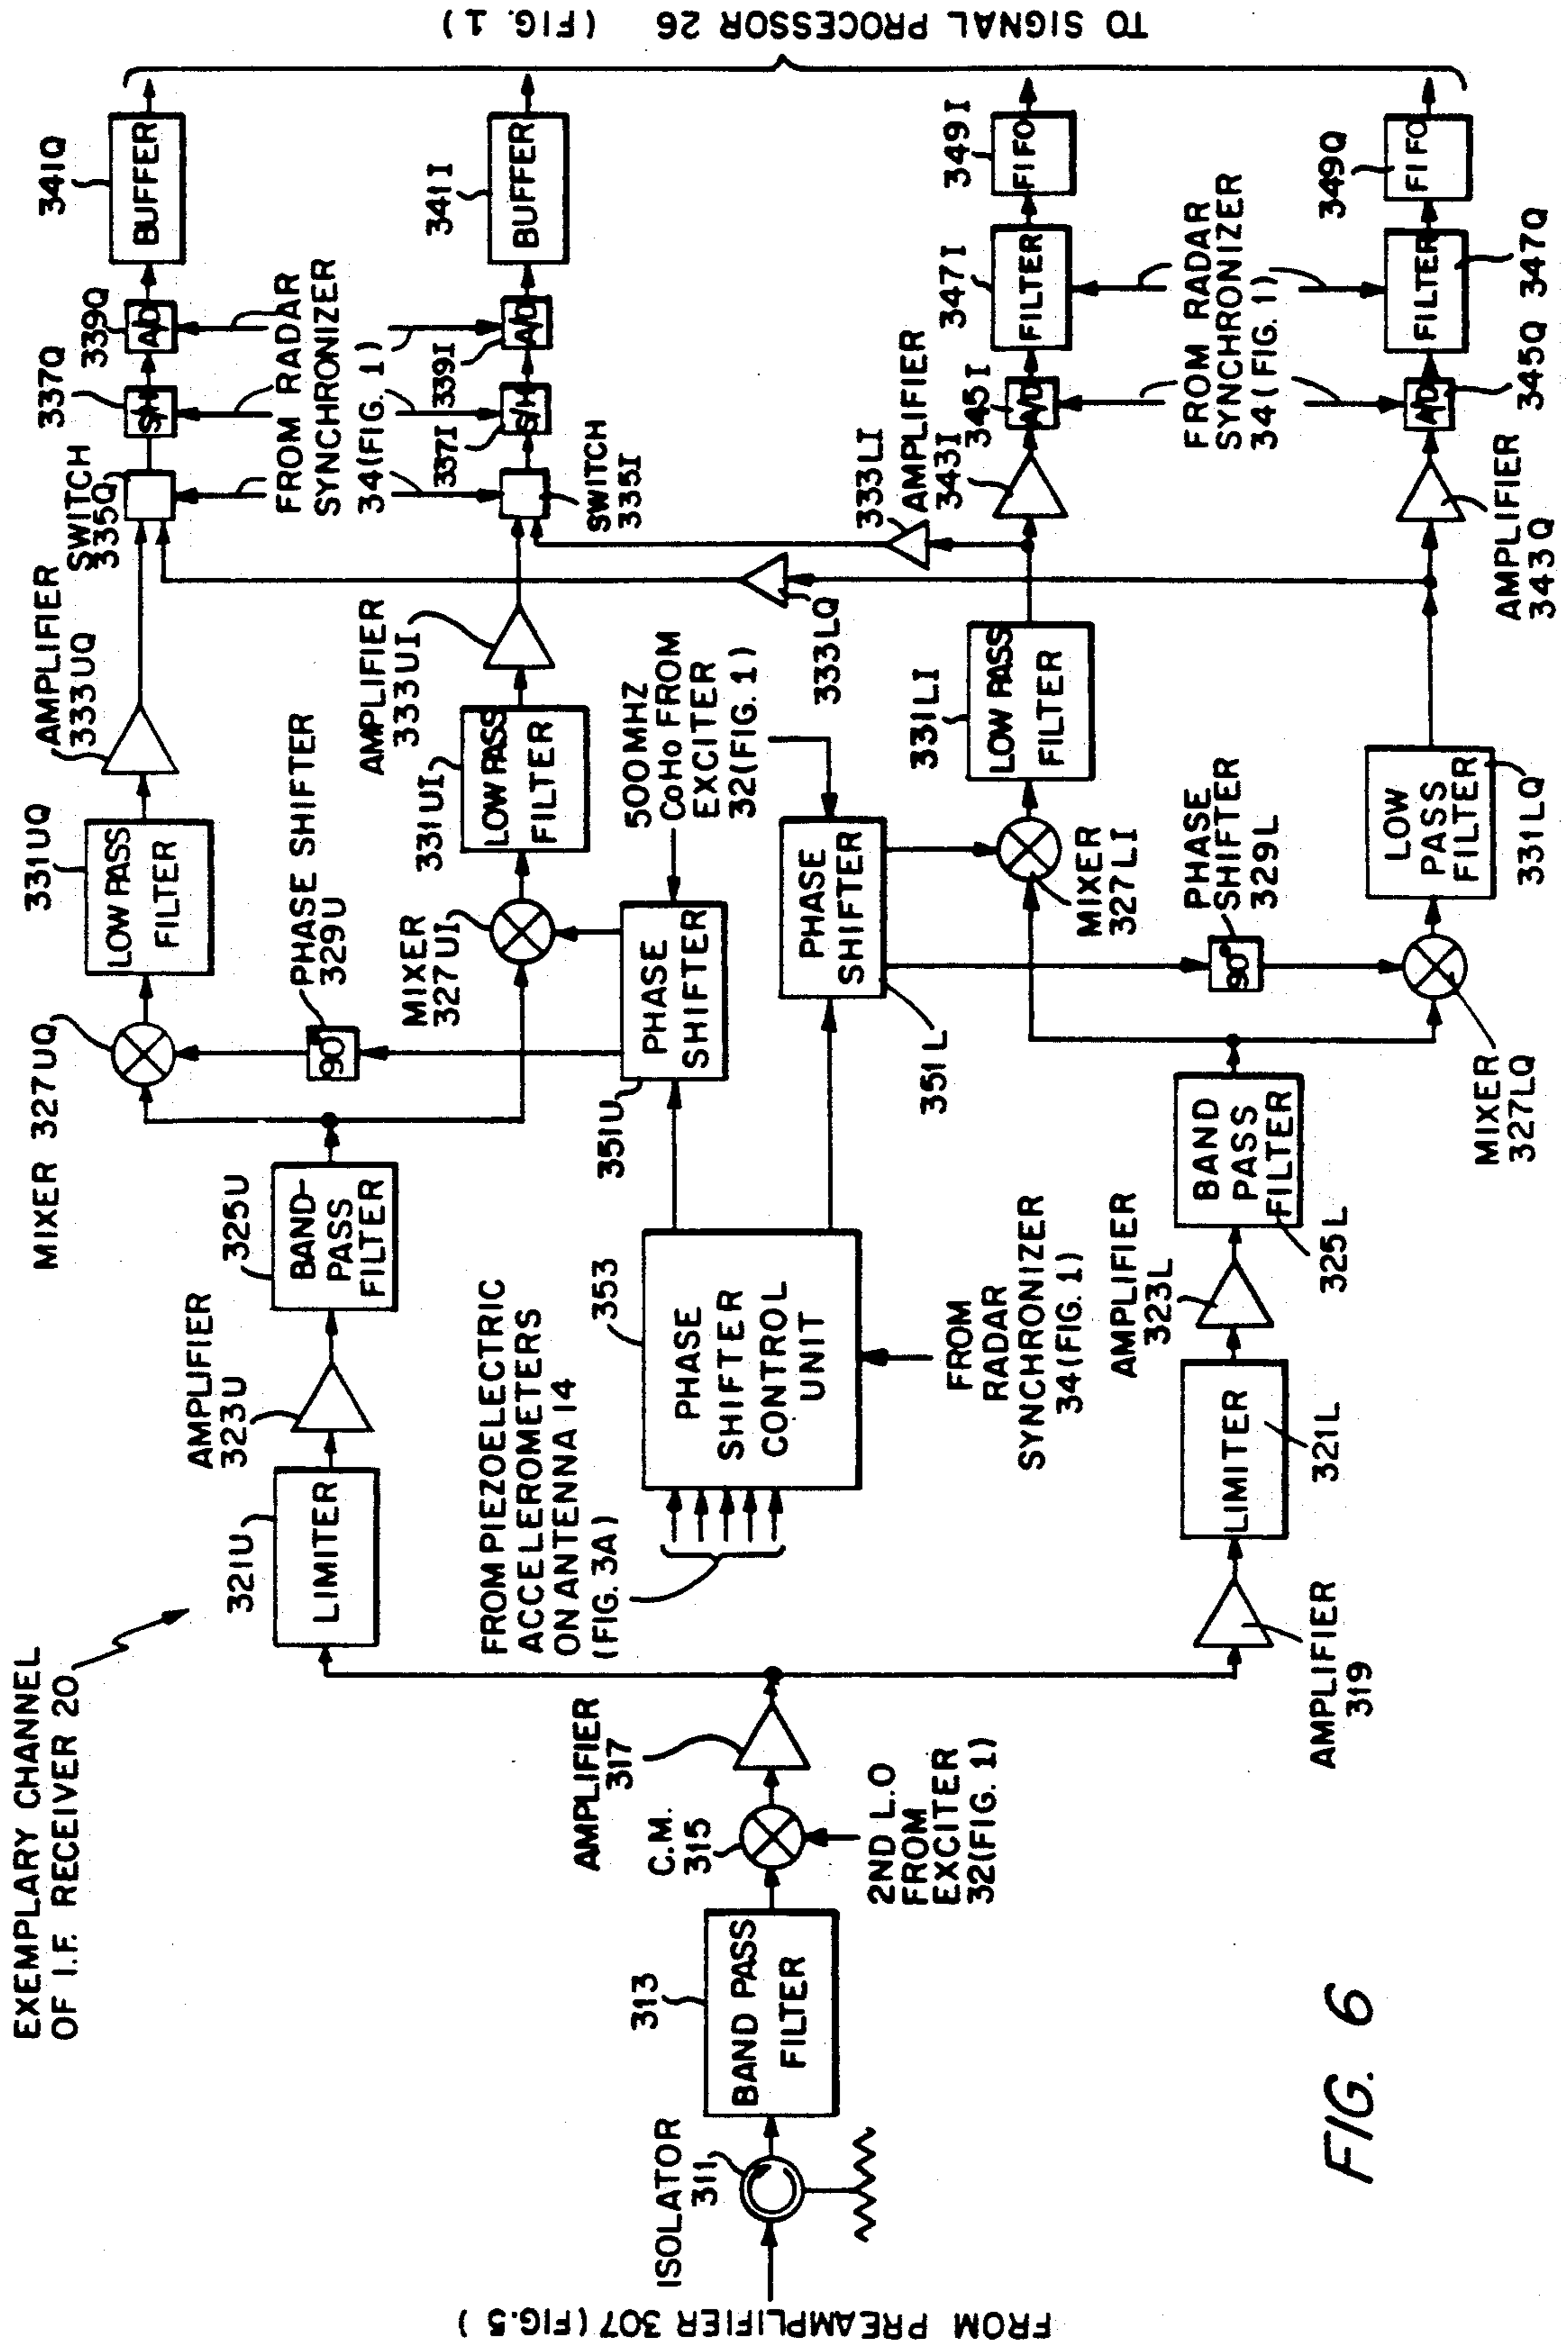 EXEMPLARY CHANNEL
OF I.F. RECEIVER 20
FROM PREAMPLIFIER 307 (FIG.5)
ISOLATOR
311
313
BAND PASS
FILTER
C.M.
315
2ND L.O
FROM
EXCITER
32(FIG. 1)
AMPLIFIER
317
321U
LIMITER
AMPLIFIER
323U
325U
BAND-
PASS
FILTER
MIXER 327UQ
90°
PHASE SHIFTER
329U
331UQ
LOW PASS
FILTER
AMPLIFIER
333UQ
SWITCH
335Q
337Q
S/H
339Q
A/D
341Q
BUFFER
MIXER
327UI
331UI
LOW PASS
FILTER
AMPLIFIER
333UI
SWITCH
335I
337I
S/H
339I
A/D
341I
BUFFER
FROM RADAR
SYNCHRONIZER
34(FIG. 1)
TO SIGNAL PROCESSOR 26 (FIG. 1)
FROM PIEZOELECTRIC
ACCELEROMETERS
ON ANTENNA 14
(FIG. 3A)
353
PHASE
SHIFTER
CONTROL
UNIT
FROM
RADAR
SYNCHRONIZER
34(FIG. 1)
351U
PHASE
SHIFTER
500MHZ
CoHo FROM
EXCITER
32(FIG. 1)
PHASE
SHIFTER
351L
333LQ
333LI
AMPLIFIER
319
LIMITER
321L
AMPLIFIER
323L
BAND
PASS
FILTER
325L
MIXER
327LI
331LI
LOW PASS
FILTER
AMPLIFIER
343I
345I
A/D
347I
FILTER
349I
FIFO
FROM RADAR
SYNCHRONIZER
34(FIG. 1)
PHASE
SHIFTER
329L
90°
MIXER
327LQ
LOW
PASS
FILTER
331LQ
AMPLIFIER
343Q
A/D
345Q
FILTER
347Q
349Q
FIFO
FIG. 6